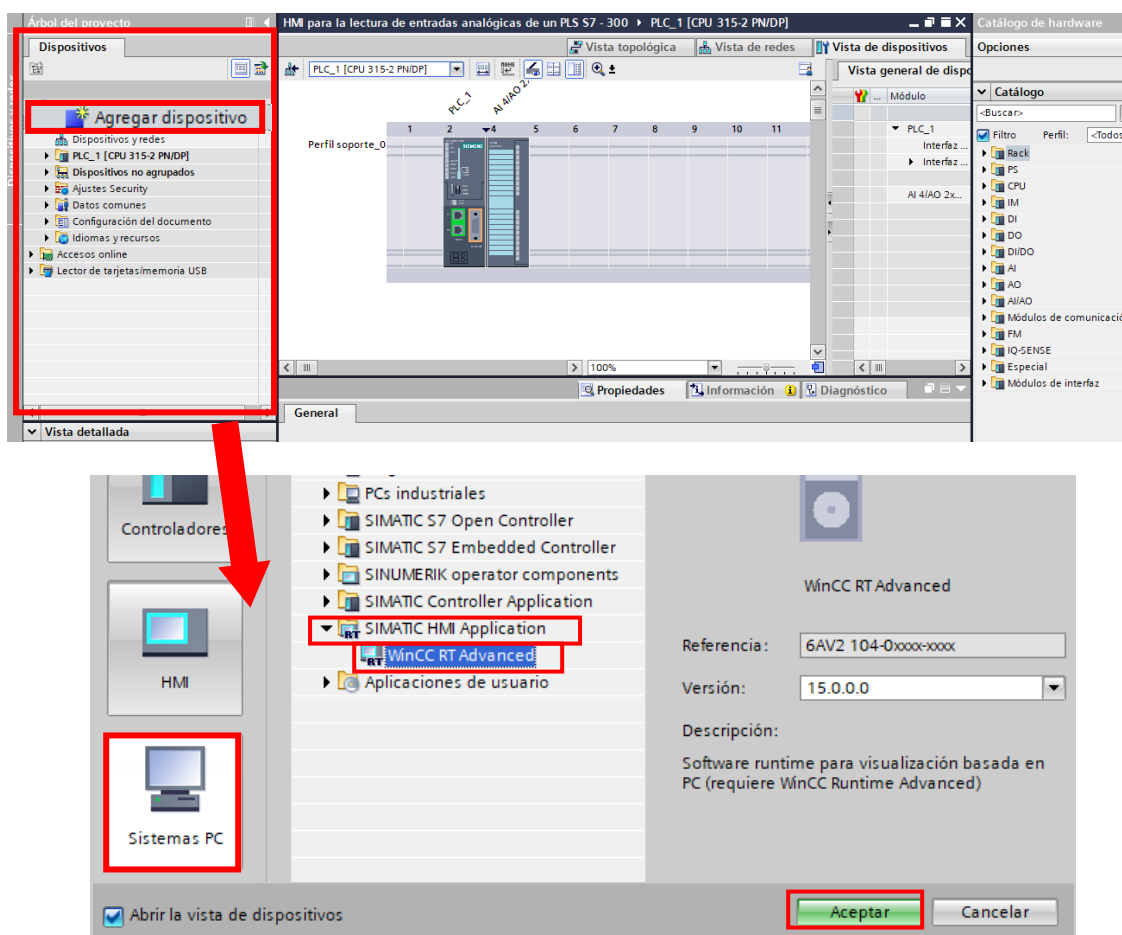 Árbol del proyecto
HMI para la lectura de entradas analógicas de un PLS S7 - 300 PLC_1 [CPU 315-2 PN/DP]
Catálogo de hardware
Dispositivos
Vista topológica
Vista de redes
Vista de dispositivos
Opciones
PLC_1 [CPU 315-2 PN/DP]
Vista general de dispo
Agregar dispositivo
Dispositivos y redes
PLC_1 [CPU 315-2 PN/DP]
Dispositivos no agrupados
Ajustes Security
Datos comunes
Configuración del documento
Idiomas y recursos
Accesos online
Lector de tarjetas/memoria USB
PLC_1
AI 4/AO 2
1 2 4 5 6 7 8 9 10 11
Perfil soporte_0
SIEMENS
... Módulo
PLC_1
Interfaz ...
Interfaz ...
AI 4/AO 2x...
Catálogo
<Buscar>
Filtro Perfil: <Todos
Rack
PS
CPU
IM
DI
DO
DI/DO
AI
AO
AI/AO
Módulos de comunicació
FM
IQ-SENSE
Especial
Módulos de interfaz
100%
Propiedades
Información
Diagnóstico
General
Vista detallada
Controladores
HMI
Sistemas PC
PCs industriales
SIMATIC S7 Open Controller
SIMATIC S7 Embedded Controller
SINUMERIK operator components
SIMATIC Controller Application
SIMATIC HMI Application
WinCC RT Advanced
Aplicaciones de usuario
WinCC RT Advanced
Referencia: 6AV2 104-0xxxx-xxxx
Versión: 15.0.0.0
Descripción:
Software runtime para visualización basada en
PC (requiere WinCC Runtime Advanced)
Abrir la vista de dispositivos
Aceptar
Cancelar